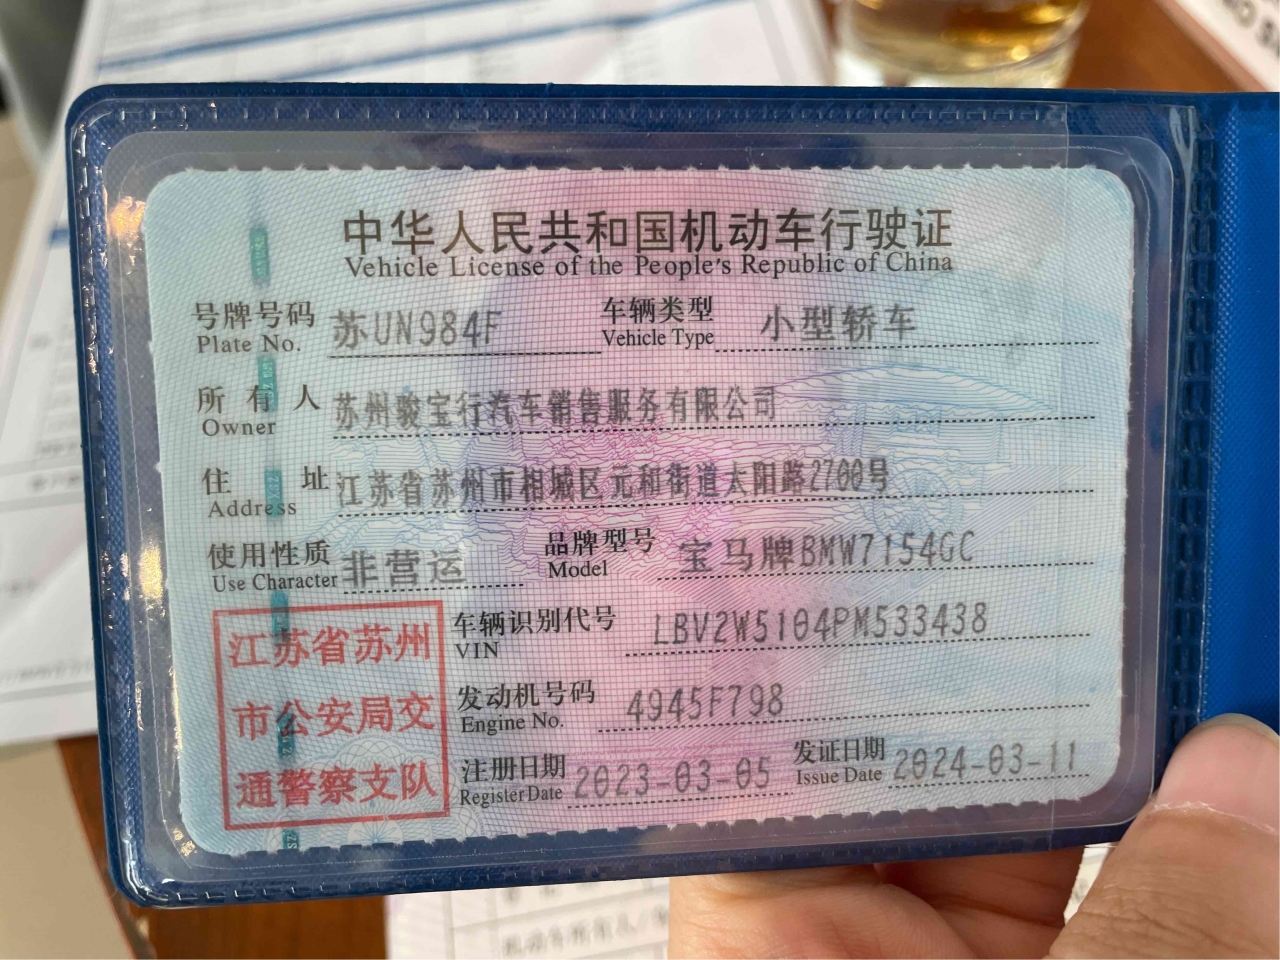 中华人民共和国机动车行驶证
Vehicle License of the People's Republic of China
号牌号码 苏UN984F 车辆类型 小型轿车
Plate No. Vehicle Type
所有人 苏州骏宝行汽车销售服务有限公司
Owner
住址 江苏省苏州市相城区元和街道太阳路2700号
Address
使用性质 非营运 品牌型号 宝马牌BMW7154GC
Use Character Model
车辆识别代号 LBV2W5104PM533438
VIN
发动机号码 4945F798
Engine No.
注册日期 2023-03-05 发证日期 2024-03-11
Register Date Issue Date
江苏省苏州
市公安局交
通警察支队